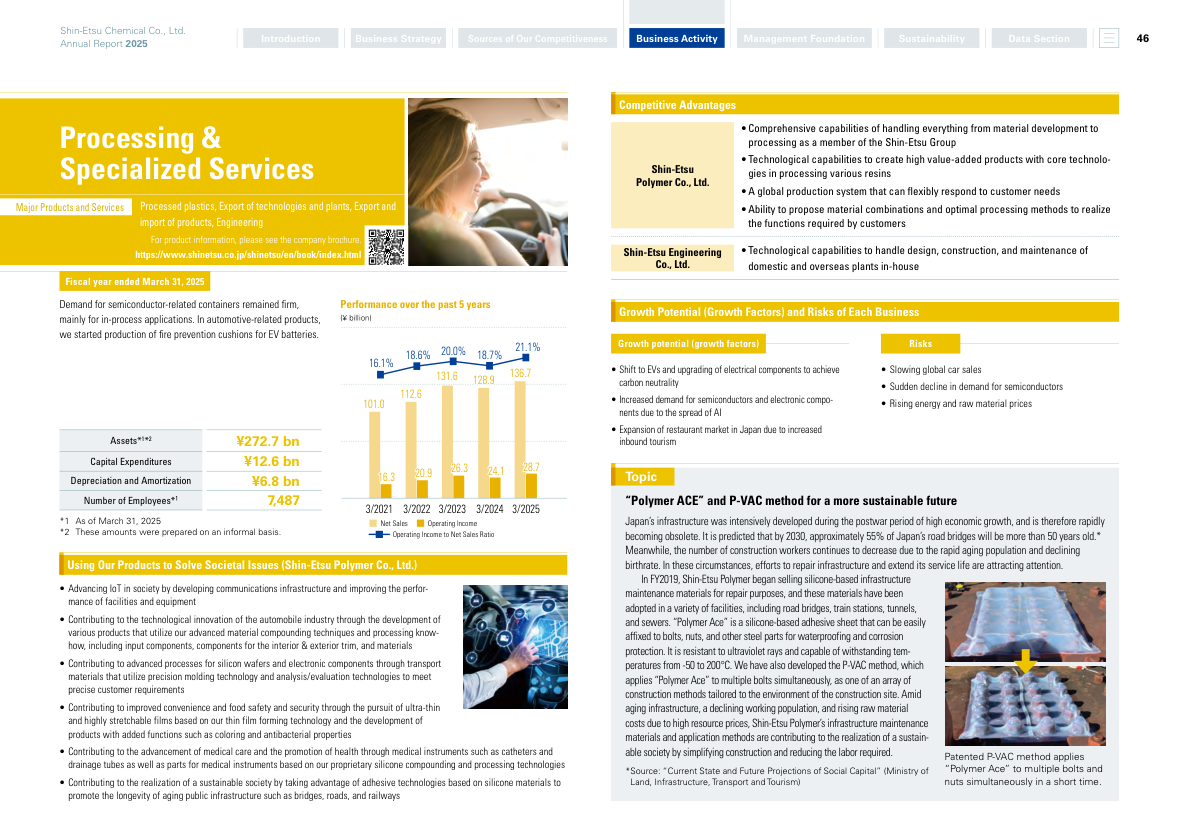 Shin-Etsu Chemical Co., Ltd.
Annual Report 2025
Introduction
Business Strategy
Sources of Our Competitiveness
Business Activity
Management Foundation
Sustainability
Data Section
46
Processing &
Specialized Services
Major Products and Services
Processed plastics, Export of technologies and plants, Export and
import of products, Engineering
For product information, please see the company brochure.
https://www.shinetsu.co.jp/shinetsu/en/book/index.html
Fiscal year ended March 31, 2025
Demand for semiconductor-related containers remained firm,
mainly for in-process applications. In automotive-related products,
we started production of fire prevention cushions for EV batteries.
Assets*1*2
¥272.7 bn
Capital Expenditures
¥12.6 bn
Depreciation and Amortization
¥6.8 bn
Number of Employees*1
7,487
*1 As of March 31, 2025
*2 These amounts were prepared on an informal basis.
Performance over the past 5 years
(¥ billion)
16.1%
18.6%
20.0%
18.7%
21.1%
101.0
112.6
131.6
128.9
136.7
16.3
20.9
26.3
24.1
28.7
3/2021
3/2022
3/2023
3/2024
3/2025
Net Sales
Operating Income
Operating Income to Net Sales Ratio
Using Our Products to Solve Societal Issues (Shin-Etsu Polymer Co., Ltd.)
• Advancing IoT in society by developing communications infrastructure and improving the perfor-
mance of facilities and equipment
• Contributing to the technological innovation of the automobile industry through the development of
various products that utilize our advanced material compounding techniques and processing know-
how, including input components, components for the interior & exterior trim, and materials
• Contributing to advanced processes for silicon wafers and electronic components through transport
materials that utilize precision molding technology and analysis/evaluation technologies to meet
precise customer requirements
• Contributing to improved convenience and food safety and security through the pursuit of ultra-thin
and highly stretchable films based on our thin film forming technology and the development of
products with added functions such as coloring and antibacterial properties
• Contributing to the advancement of medical care and the promotion of health through medical instruments such as catheters and
drainage tubes as well as parts for medical instruments based on our proprietary silicone compounding and processing technologies
• Contributing to the realization of a sustainable society by taking advantage of adhesive technologies based on silicone materials to
promote the longevity of aging public infrastructure such as bridges, roads, and railways
Competitive Advantages
Shin-Etsu
Polymer Co., Ltd.
• Comprehensive capabilities of handling everything from material development to
processing as a member of the Shin-Etsu Group
• Technological capabilities to create high value-added products with core technolo-
gies in processing various resins
• A global production system that can flexibly respond to customer needs
• Ability to propose material combinations and optimal processing methods to realize
the functions required by customers
Shin-Etsu Engineering
Co., Ltd.
• Technological capabilities to handle design, construction, and maintenance of
domestic and overseas plants in-house
Growth Potential (Growth Factors) and Risks of Each Business
Growth potential (growth factors)
• Shift to EVs and upgrading of electrical components to achieve
carbon neutrality
• Increased demand for semiconductors and electronic compo-
nents due to the spread of AI
• Expansion of restaurant market in Japan due to increased
inbound tourism
Risks
• Slowing global car sales
• Sudden decline in demand for semiconductors
• Rising energy and raw material prices
Topic
“Polymer ACE” and P-VAC method for a more sustainable future
Japan’s infrastructure was intensively developed during the postwar period of high economic growth, and is therefore rapidly
becoming obsolete. It is predicted that by 2030, approximately 55% of Japan’s road bridges will be more than 50 years old.*
Meanwhile, the number of construction workers continues to decrease due to the rapid aging population and declining
birthrate. In these circumstances, efforts to repair infrastructure and extend its service life are attracting attention.
In FY2019, Shin-Etsu Polymer began selling silicone-based infrastructure
maintenance materials for repair purposes, and these materials have been
adopted in a variety of facilities, including road bridges, train stations, tunnels,
and sewers. “Polymer Ace” is a silicone-based adhesive sheet that can be easily
affixed to bolts, nuts, and other steel parts for waterproofing and corrosion
protection. It is resistant to ultraviolet rays and capable of withstanding tem-
peratures from -50 to 200°C. We have also developed the P-VAC method, which
applies “Polymer Ace” to multiple bolts simultaneously, as one of an array of
construction methods tailored to the environment of the construction site. Amid
aging infrastructure, a declining working population, and rising raw material
costs due to high resource prices, Shin-Etsu Polymer’s infrastructure maintenance
materials and application methods are contributing to the realization of a sustain-
able society by simplifying construction and reducing the labor required.
*Source: “Current State and Future Projections of Social Capital” (Ministry of
Land, Infrastructure, Transport and Tourism)
Patented P-VAC method applies
“Polymer Ace” to multiple bolts and
nuts simultaneously in a short time.